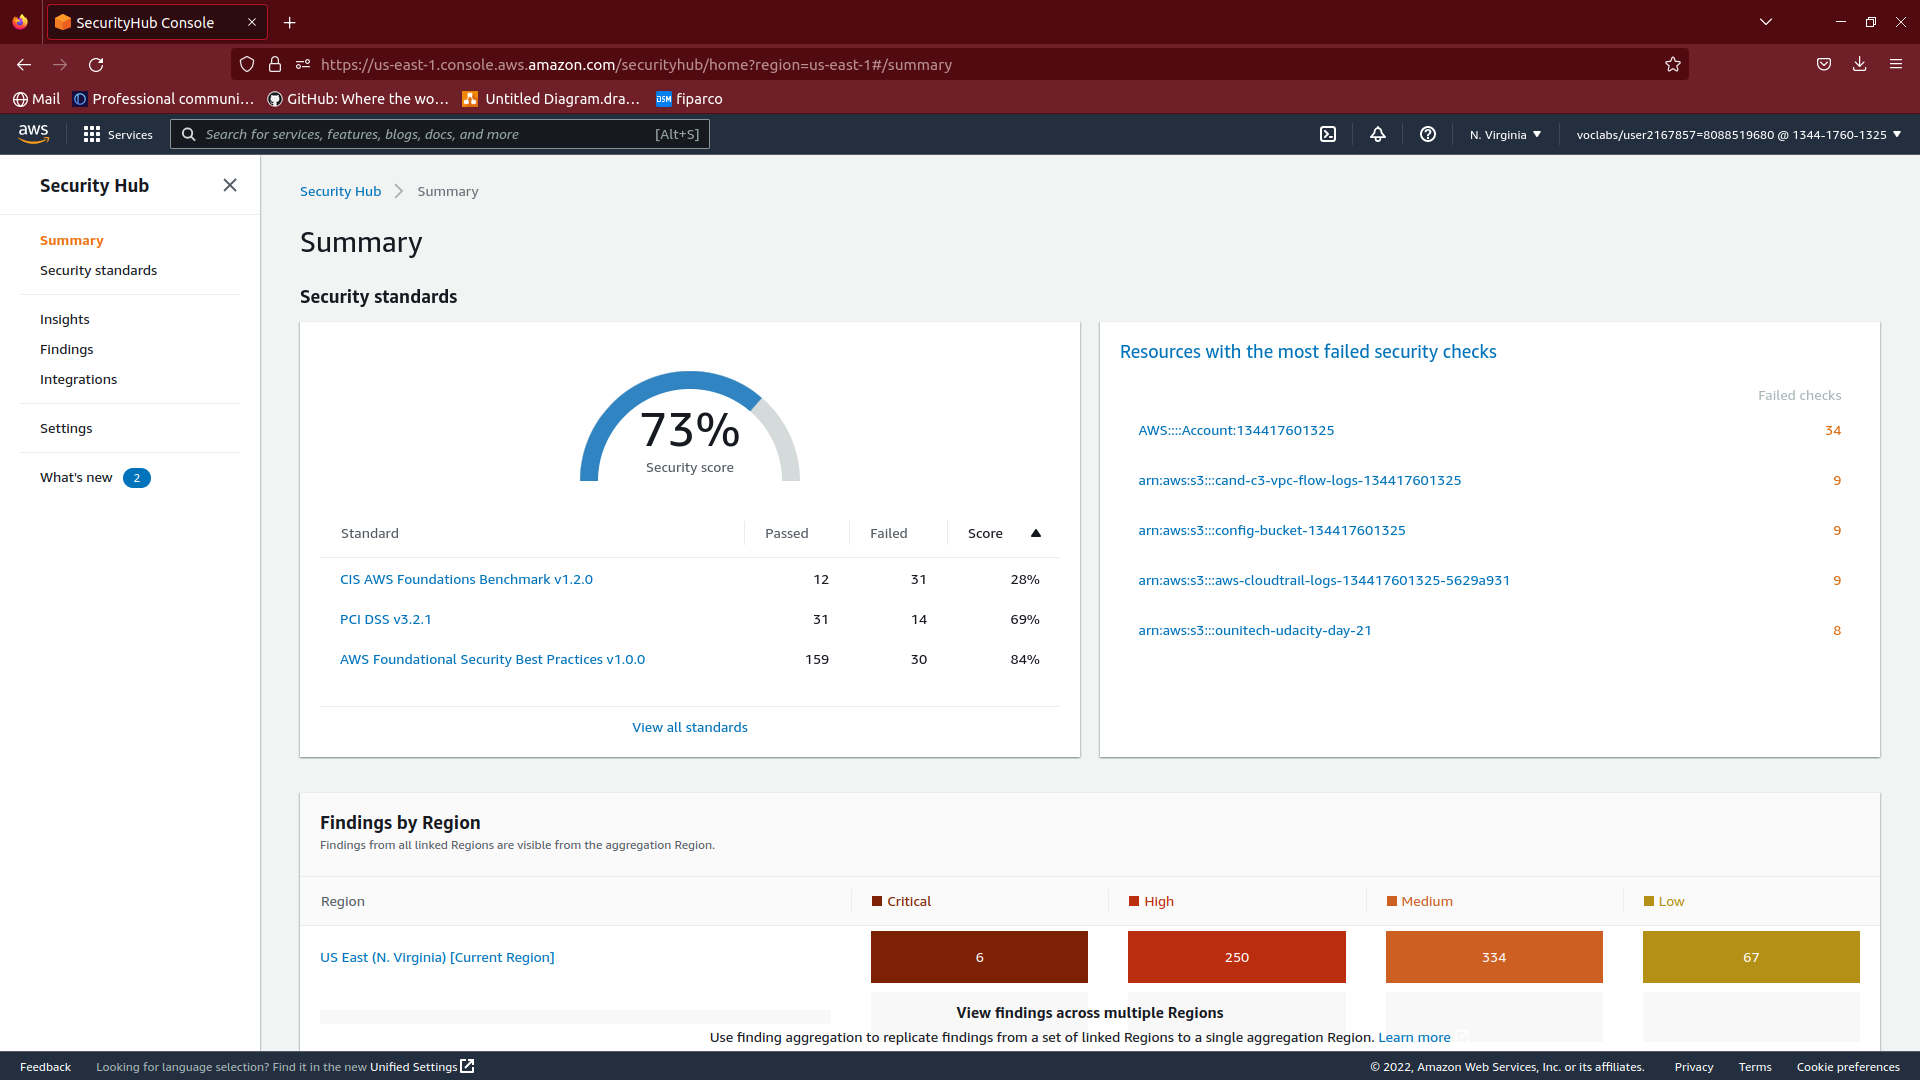 SecurityHub Console
https://us-east-1.console.aws.amazon.com/securityhub/home?region=us-east-1#/summary
Mail Professional communi... GitHub: Where the wo... Untitled Diagram.dra... DSM fiparco
aws Services Search for services, features, blogs, docs, and more [Alt+S] N. Virginia voclabs/user2167857=8088519680 @ 1344-1760-1325
Security Hub
Summary
Security standards
Insights
Findings
Integrations
Settings
What's new 2
Security Hub Summary
Summary
Security standards
73%
Security score
Standard Passed Failed Score
CIS AWS Foundations Benchmark v1.2.0 12 31 28%
PCI DSS v3.2.1 31 14 69%
AWS Foundational Security Best Practices v1.0.0 159 30 84%
View all standards
Resources with the most failed security checks
Failed checks
AWS::::Account:134417601325 34
arn:aws:s3:::cand-c3-vpc-flow-logs-134417601325 9
arn:aws:s3:::config-bucket-134417601325 9
arn:aws:s3:::aws-cloudtrail-logs-134417601325-5629a931 9
arn:aws:s3:::ounitech-udacity-day-21 8
Findings by Region
Findings from all linked Regions are visible from the aggregation Region.
Region Critical High Medium Low
US East (N. Virginia) [Current Region] 6 250 334 67
View findings across multiple Regions
Use finding aggregation to replicate findings from a set of linked Regions to a single aggregation Region. Learn more
Feedback Looking for language selection? Find it in the new Unified Settings © 2022, Amazon Web Services, Inc. or its affiliates. Privacy Terms Cookie preferences